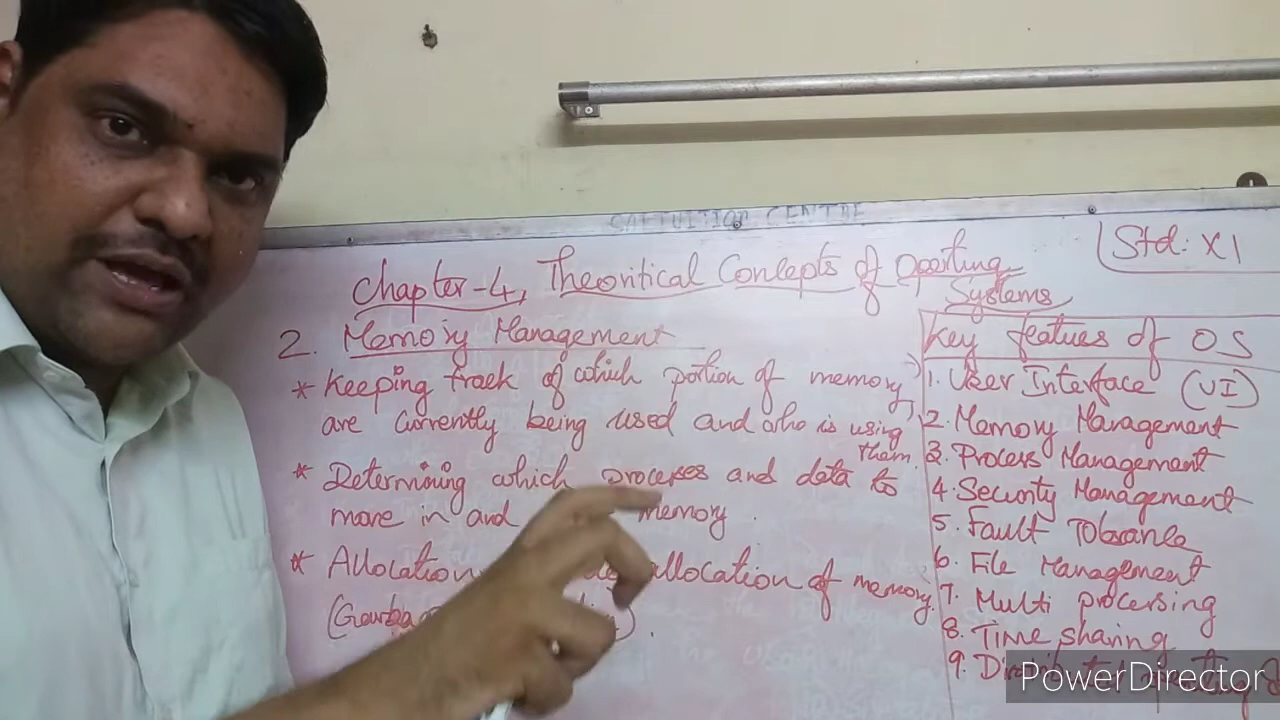 Std: XI
Chapter-4, Theoritical Concepts of Operting
Systems
2. Memory Management
* Keeping track of which portion of memory
are currently being used and who is using
them.
* Determining which processes and data to
move in and memory.
* Allocation allocation of memory.
Key featues of OS
1. User Interface (UI)
2. Memory Management
3. Process Management
4. Security Management
5. Fault Tolerance
6. File Management
7. Multi processing
8. Time sharing
9.
PowerDirector